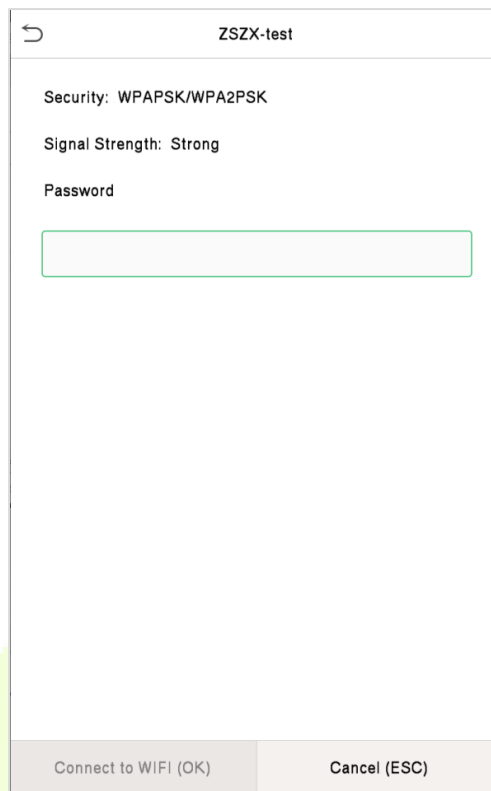 ZSZX-test
Security: WPAPSK/WPA2PSK
Signal Strength: Strong
Password
Connect to WIFI (OK)
Cancel (ESC)